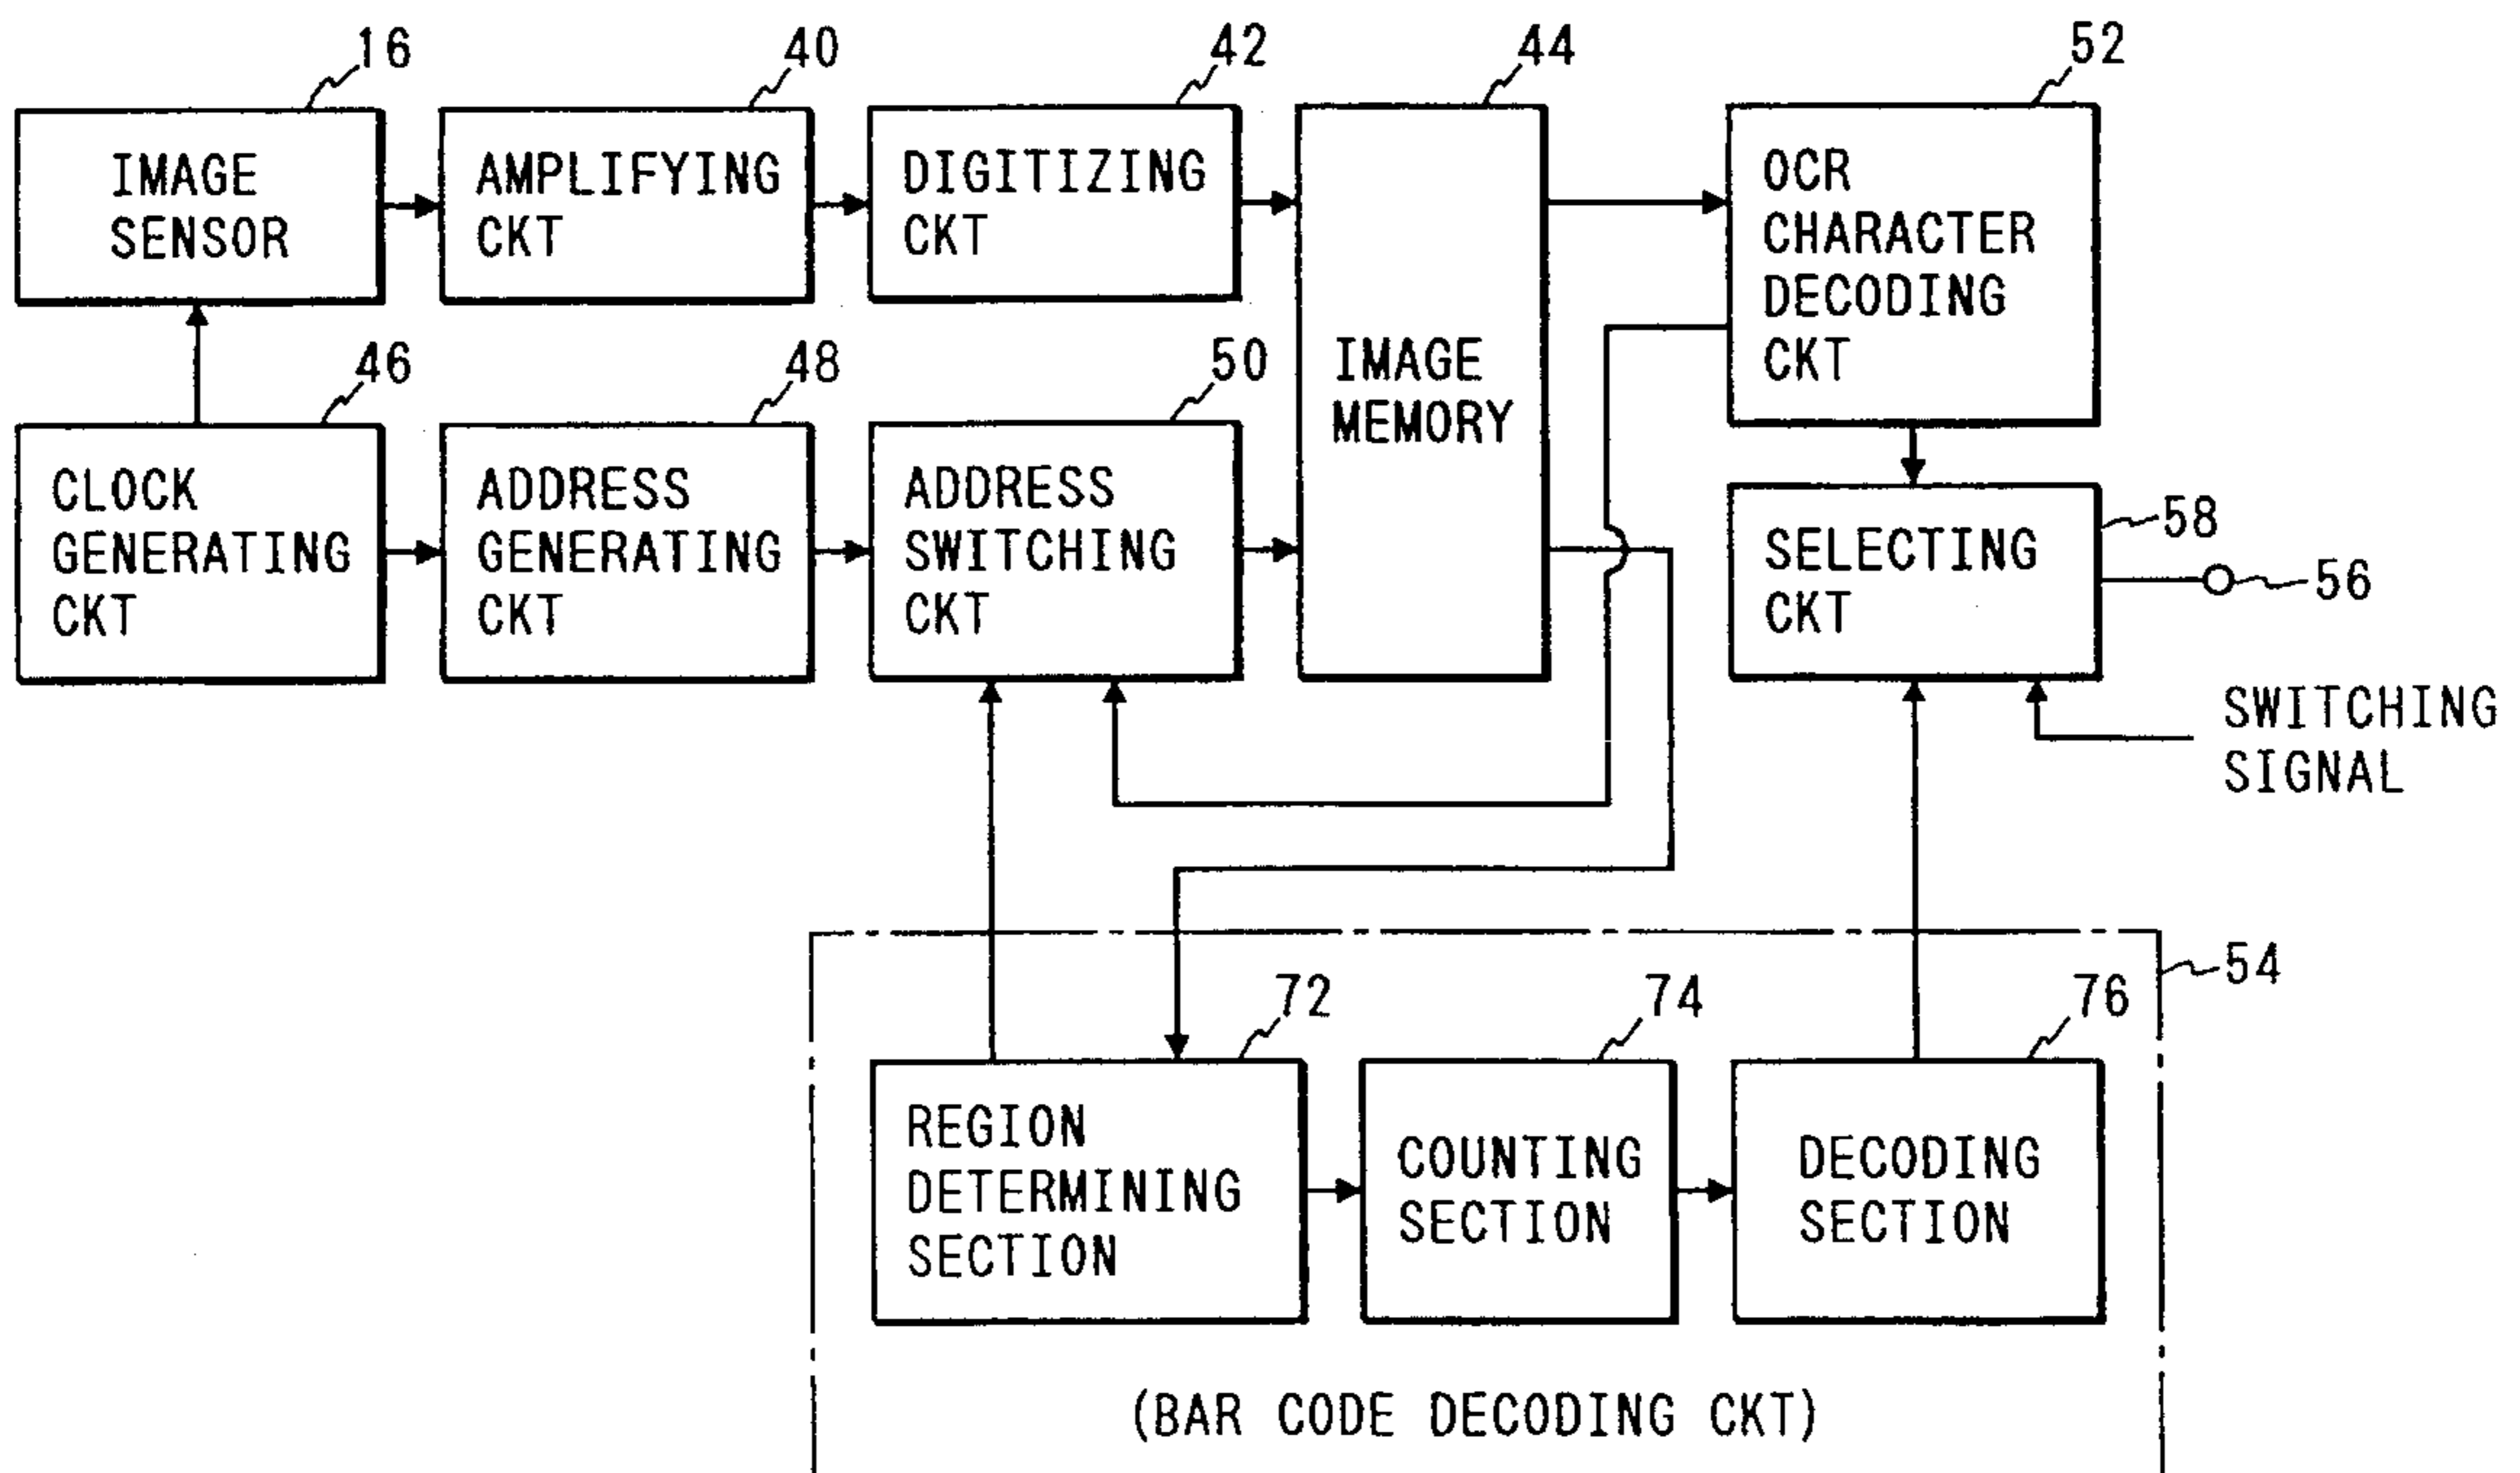 16
40
42
44
52
IMAGE
SENSOR
AMPLIFYING
CKT
DIGITIZING
CKT
IMAGE
MEMORY
OCR
CHARACTER
DECODING
CKT
46
48
50
CLOCK
GENERATING
CKT
ADDRESS
GENERATING
CKT
ADDRESS
SWITCHING
CKT
SELECTING
CKT
58
56
SWITCHING
SIGNAL
54
72
74
76
REGION
DETERMINING
SECTION
COUNTING
SECTION
DECODING
SECTION
(BAR CODE DECODING CKT)